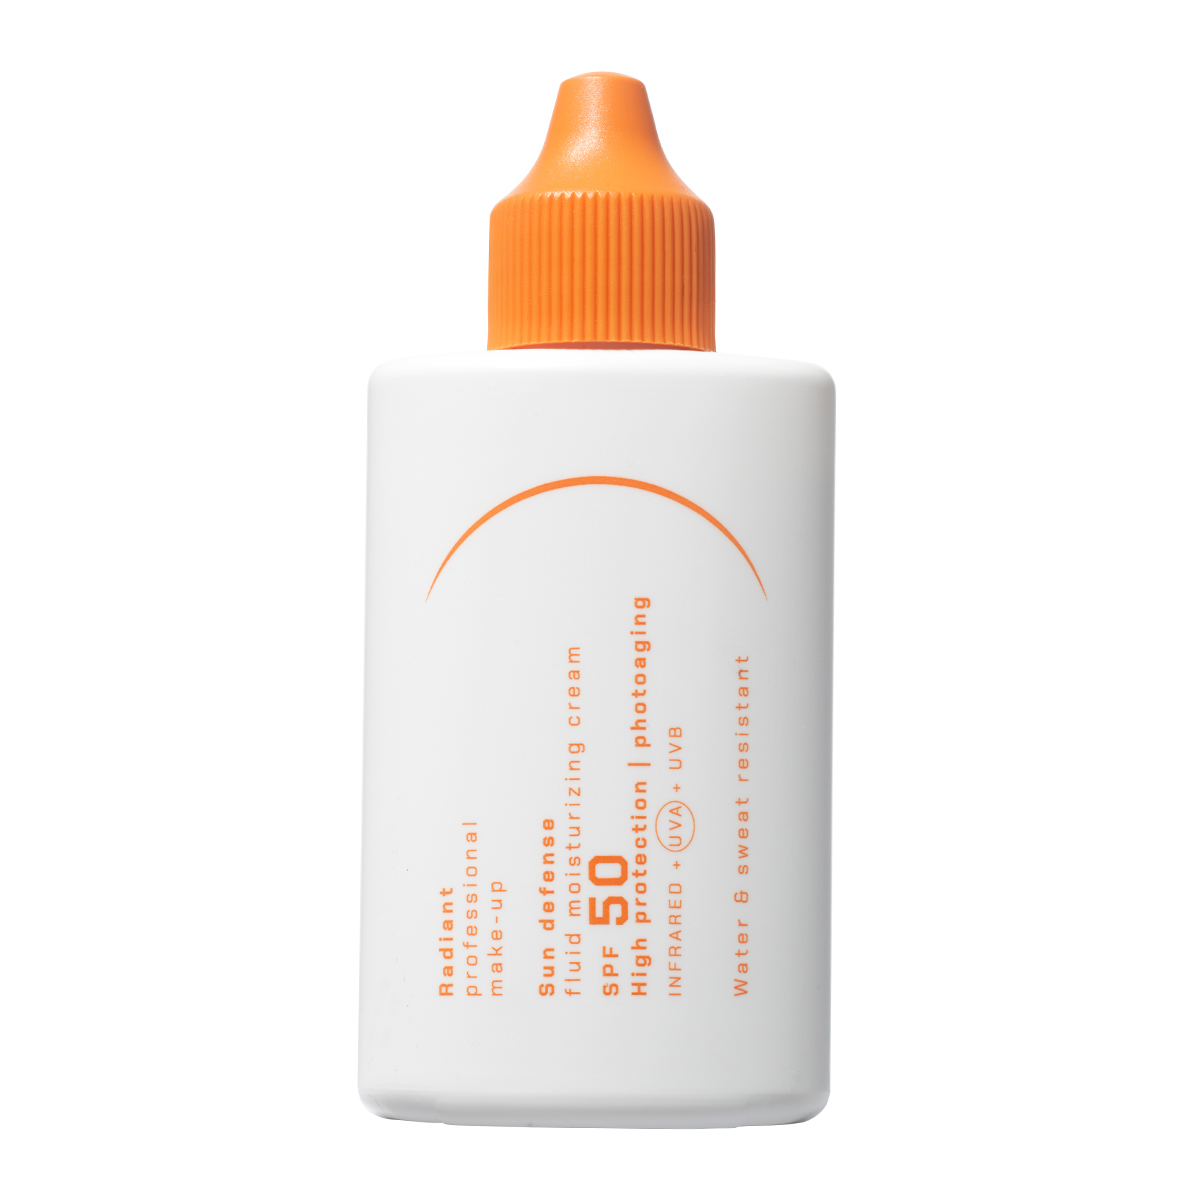 Radiant
professional
make-up
Sun defense
fluid moisturizing cream
SPF 50
High protection | photoaging
INFRARED + UVA + UVB
Water & sweat resistant